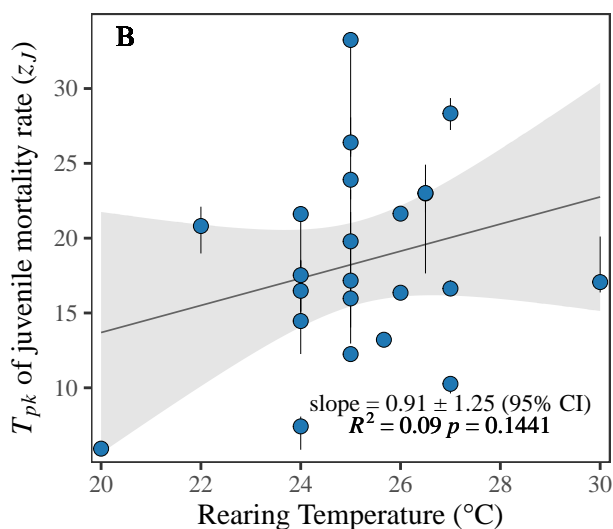 B
T_pk of juvenile mortality rate (z_J)
30
25
20
15
10
slope = 0.91 ± 1.25 (95% CI)
R² = 0.09 p = 0.1441
20 22 24 26 28 30
Rearing Temperature (°C)